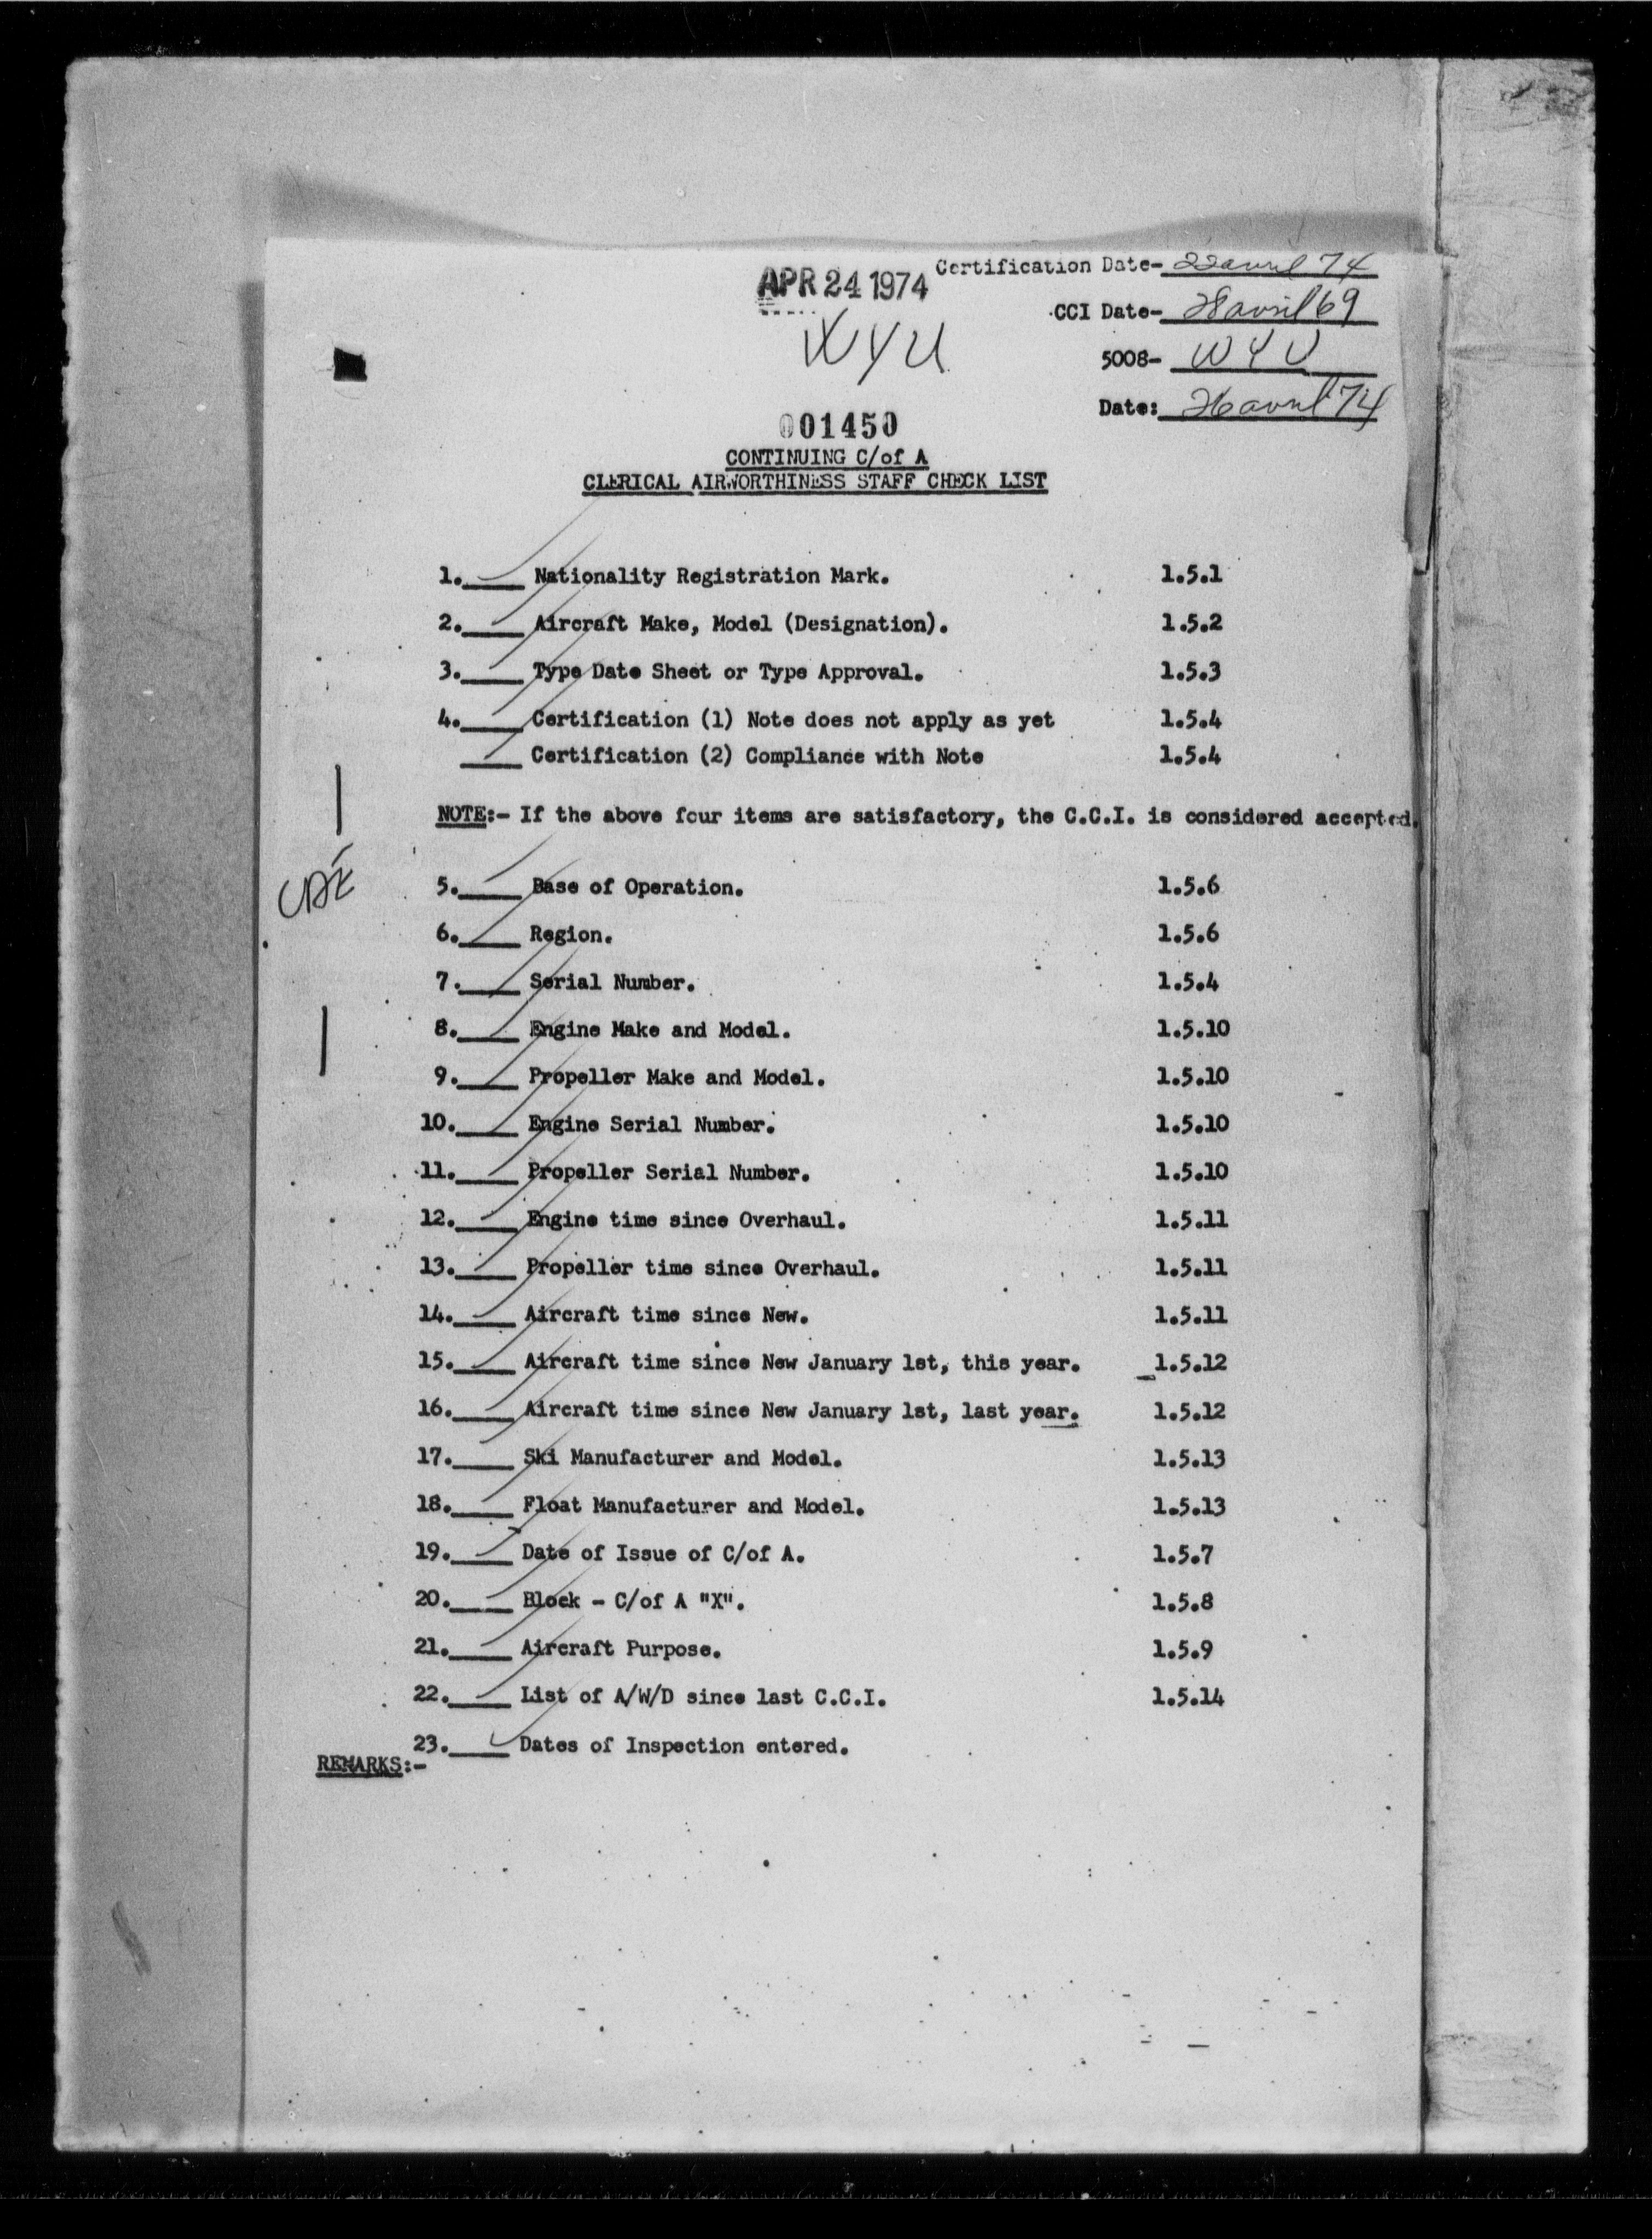 Certification Date- 22 avril 74
APR 24 1974
CCI Date- 28 avril 69
WYU
5008- WYU
Date: 26 avril 74
001450
CONTINUING C/of A
CLERICAL AIRWORTHINESS STAFF CHECK LIST
1. Nationality Registration Mark. 1.5.1
2. Aircraft Make, Model (Designation). 1.5.2
3. Type Date Sheet or Type Approval. 1.5.3
4. Certification (1) Note does not apply as yet 1.5.4
Certification (2) Compliance with Note 1.5.4
NOTE:- If the above four items are satisfactory, the C.C.I. is considered accepted.
5. Base of Operation. 1.5.6
6. Region. 1.5.6
7. Serial Number. 1.5.4
8. Engine Make and Model. 1.5.10
9. Propeller Make and Model. 1.5.10
10. Engine Serial Number. 1.5.10
11. Propeller Serial Number. 1.5.10
12. Engine time since Overhaul. 1.5.11
13. Propeller time since Overhaul. 1.5.11
14. Aircraft time since New. 1.5.11
15. Aircraft time since New January 1st, this year. 1.5.12
16. Aircraft time since New January 1st, last year. 1.5.12
17. Ski Manufacturer and Model. 1.5.13
18. Float Manufacturer and Model. 1.5.13
19. Date of Issue of C/of A. 1.5.7
20. Block - C/of A "X". 1.5.8
21. Aircraft Purpose. 1.5.9
22. List of A/W/D since last C.C.I. 1.5.14
23. Dates of Inspection entered.
REMARKS:-